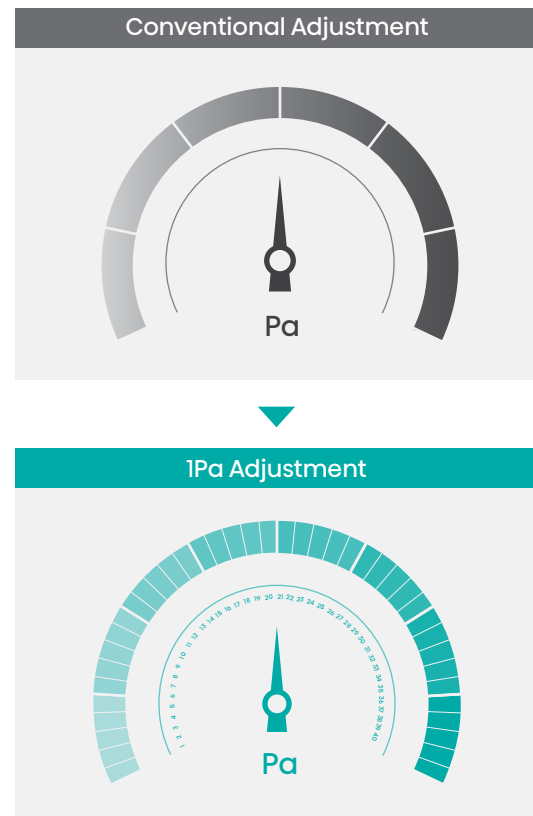 Conventional Adjustment
Pa
1Pa Adjustment
1 2 3 4 5 6 7 8 9 10 11 12 13 14 15 16 17 18 19 20 21 22 23 24 25 26 27 28 29 30 31 32 33 34 35 36 37 38 39 40
Pa